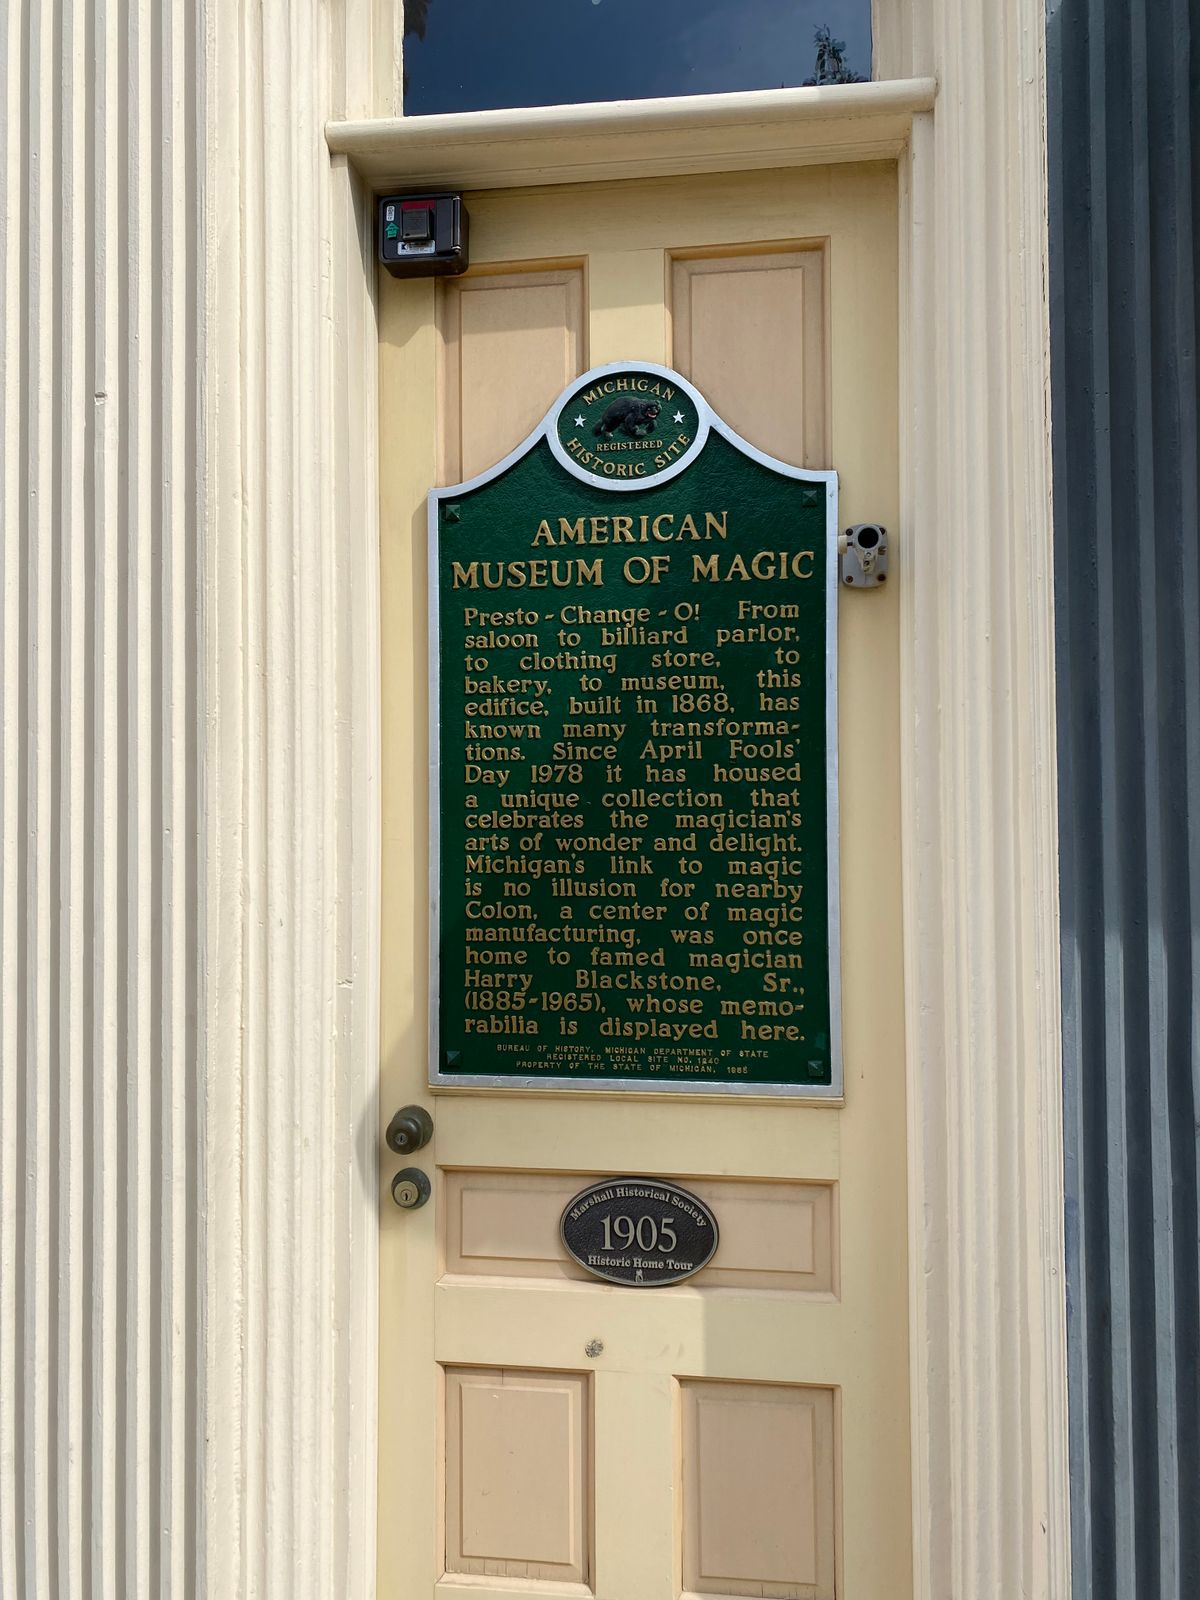 MICHIGAN
REGISTERED
HISTORIC SITE
AMERICAN
MUSEUM OF MAGIC
Presto-Change-O! From
saloon to billiard parlor,
to clothing store, to
bakery, to museum, this
edifice, built in 1868, has
known many transforma-
tions. Since April Fools'
Day 1978 it has housed
a unique collection that
celebrates the magician's
arts of wonder and delight.
Michigan's link to magic
is no illusion for nearby
Colon, a center of magic
manufacturing, was once
home to famed magician
Harry Blackstone, Sr.,
(1885-1965), whose memo-
rabilia is displayed here.
BUREAU OF HISTORY, MICHIGAN DEPARTMENT OF STATE
REGISTERED LOCAL SITE NO.
PROPERTY OF THE STATE OF MICHIGAN,
Marshall Historical Society
1905
Historic Home Tour